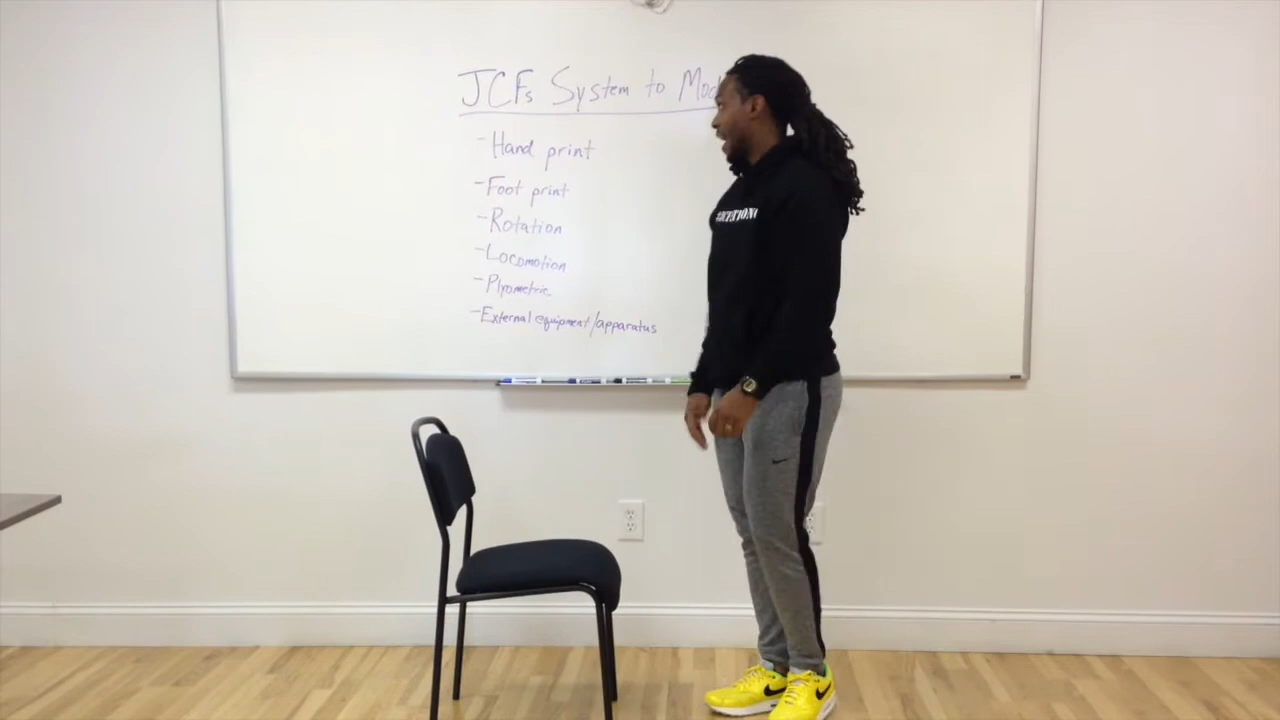 JCFs System to Mod
- Hand print
- Foot print
- Rotation
- Locomotion
- Plyometric
- External equipment/apparatus